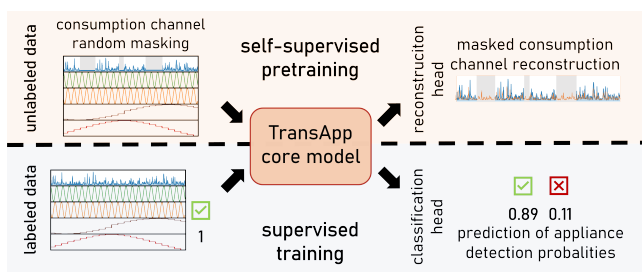 unlabeled data
consumption channel
random masking
self-supervised
pretraining
reconstruciton
head
masked consumption
channel reconstruction
TransApp
core model
labeled data
1
supervised
training
classification
head
0.89 0.11
prediction of appliance
detection probalities